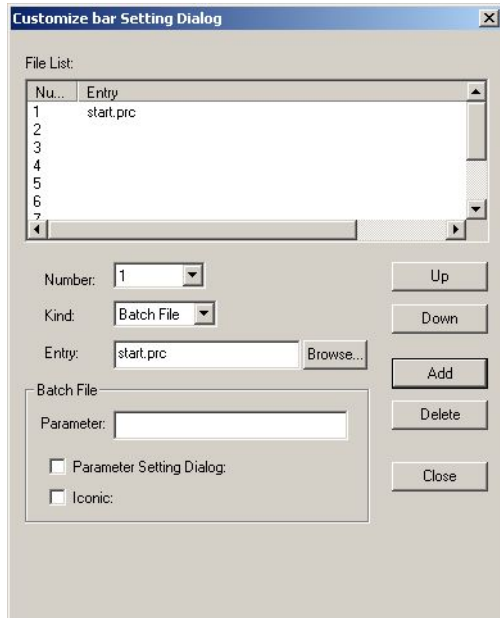 Customize bar Setting Dialog
File List:
Nu... Entry
1 start.prc
2
3
4
5
6
7
Number: 1
Up
Kind: Batch File
Down
Entry: start.prc Browse...
Add
Batch File
Parameter:
Delete
Parameter Setting Dialog:
Close
Iconic: